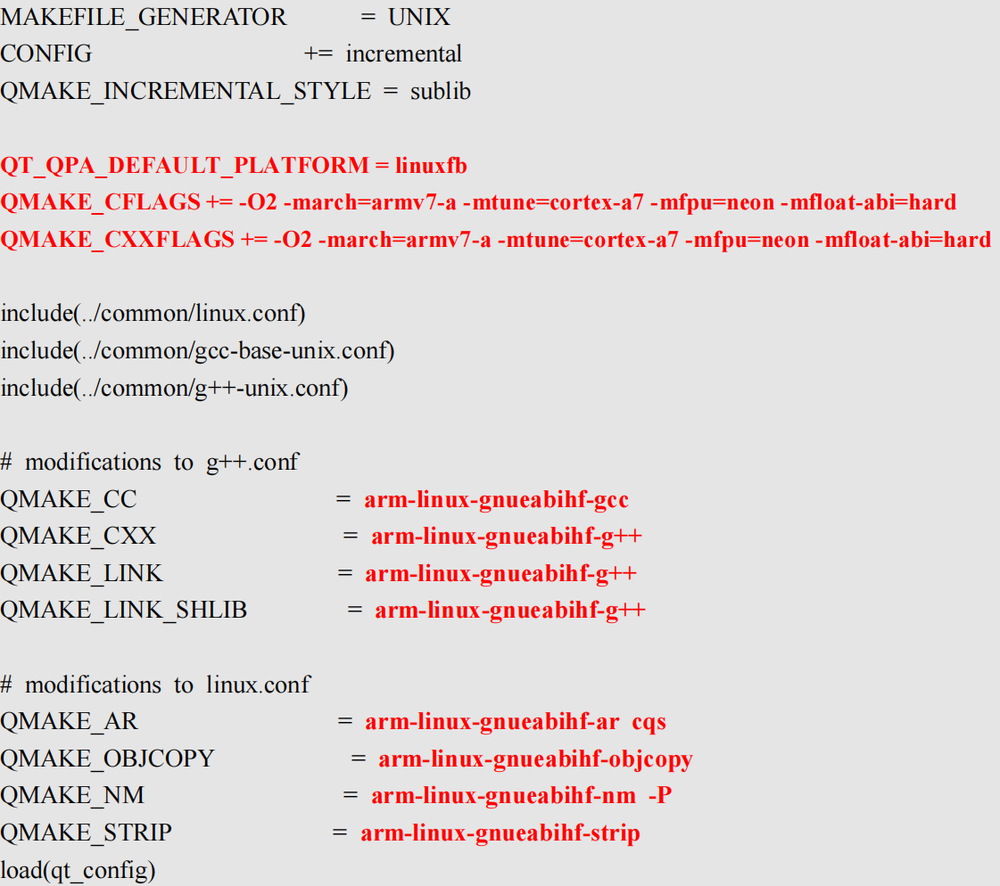 MAKEFILE_GENERATOR = UNIX
CONFIG += incremental
QMAKE_INCREMENTAL_STYLE = sublib
QT_QPA_DEFAULT_PLATFORM = linuxfb
QMAKE_CFLAGS += -O2 -march=armv7-a -mtune=cortex-a7 -mfpu=neon -mfloat-abi=hard
QMAKE_CXXFLAGS += -O2 -march=armv7-a -mtune=cortex-a7 -mfpu=neon -mfloat-abi=hard
include(../common/linux.conf)
include(../common/gcc-base-unix.conf)
include(../common/g++-unix.conf)
# modifications to g++.conf
QMAKE_CC = arm-linux-gnueabihf-gcc
QMAKE_CXX = arm-linux-gnueabihf-g++
QMAKE_LINK = arm-linux-gnueabihf-g++
QMAKE_LINK_SHLIB = arm-linux-gnueabihf-g++
# modifications to linux.conf
QMAKE_AR = arm-linux-gnueabihf-ar cqs
QMAKE_OBJCOPY = arm-linux-gnueabihf-objcopy
QMAKE_NM = arm-linux-gnueabihf-nm -P
QMAKE_STRIP = arm-linux-gnueabihf-strip
load(qt_config)